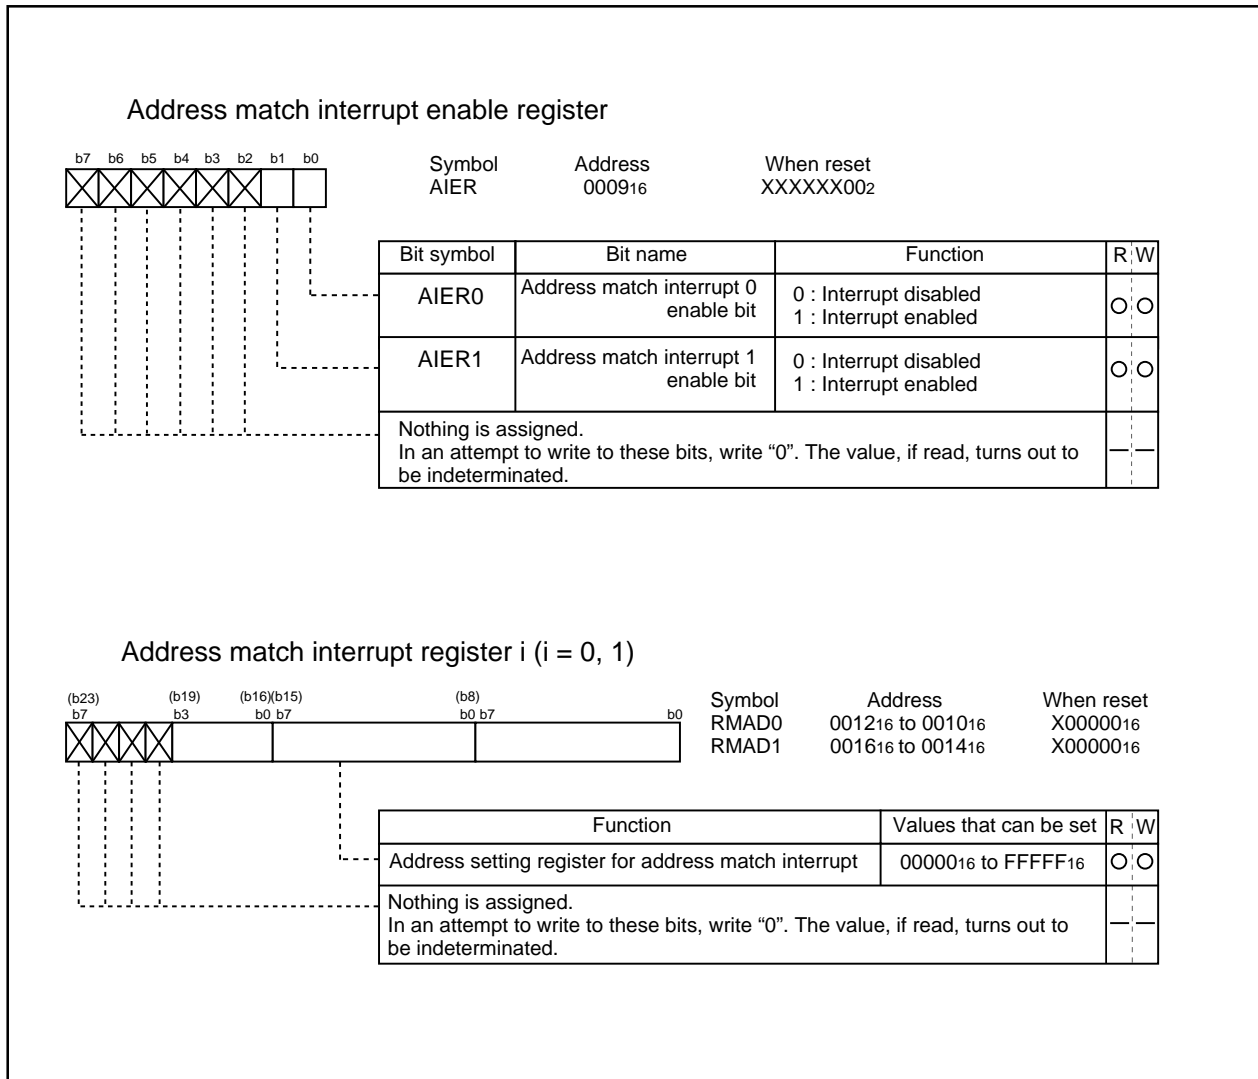 Address match interrupt enable register
b7 b6 b5 b4 b3 b2 b1 b0
Symbol Address When reset
AIER 000916 XXXXXX002
Bit symbol Bit name Function R W
AIER0 Address match interrupt 0 enable bit 0 : Interrupt disabled
1 : Interrupt enabled
AIER1 Address match interrupt 1 enable bit 0 : Interrupt disabled
1 : Interrupt enabled
Nothing is assigned.
In an attempt to write to these bits, write “0”. The value, if read, turns out to
be indeterminated.
Address match interrupt register i (i = 0, 1)
(b23) (b19) (b16)(b15) (b8)
b7 b3 b0 b7 b0 b7 b0
Symbol Address When reset
RMAD0 001216 to 001016 X0000016
RMAD1 001616 to 001416 X0000016
Function Values that can be set R W
Address setting register for address match interrupt 0000016 to FFFFF16
Nothing is assigned.
In an attempt to write to these bits, write “0”. The value, if read, turns out to
be indeterminated.